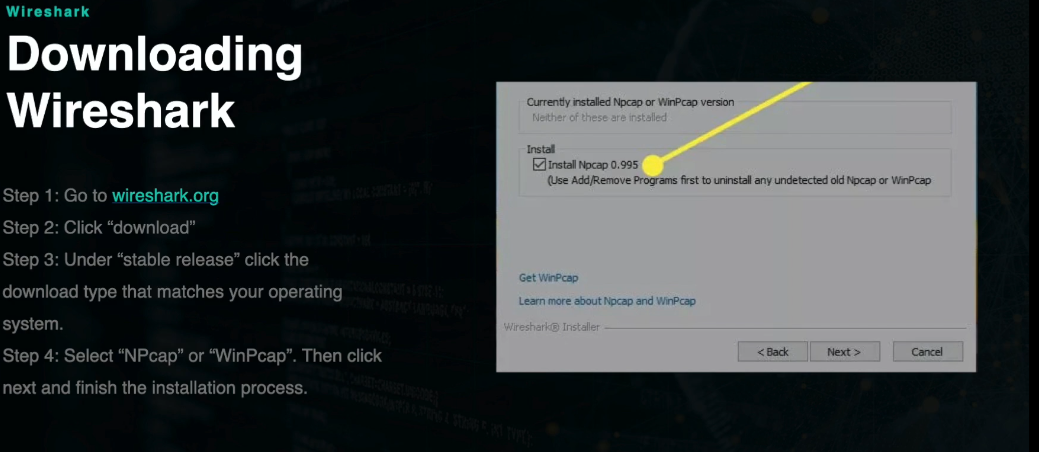 Wireshark
Downloading
Wireshark
Step 1: Go to wireshark.org
Step 2: Click “download”
Step 3: Under “stable release” click the
download type that matches your operating
system.
Step 4: Select “NPcap” or “WinPcap”. Then click
next and finish the installation process.
Currently installed Npcap or WinPcap version
Neither of these are installed
Install
Install Npcap 0.995
(Use Add/Remove Programs first to uninstall any undetected old Npcap or WinPcap
Get WinPcap
Learn more about Npcap and WinPcap
Wireshark® Installer
< Back Next > Cancel